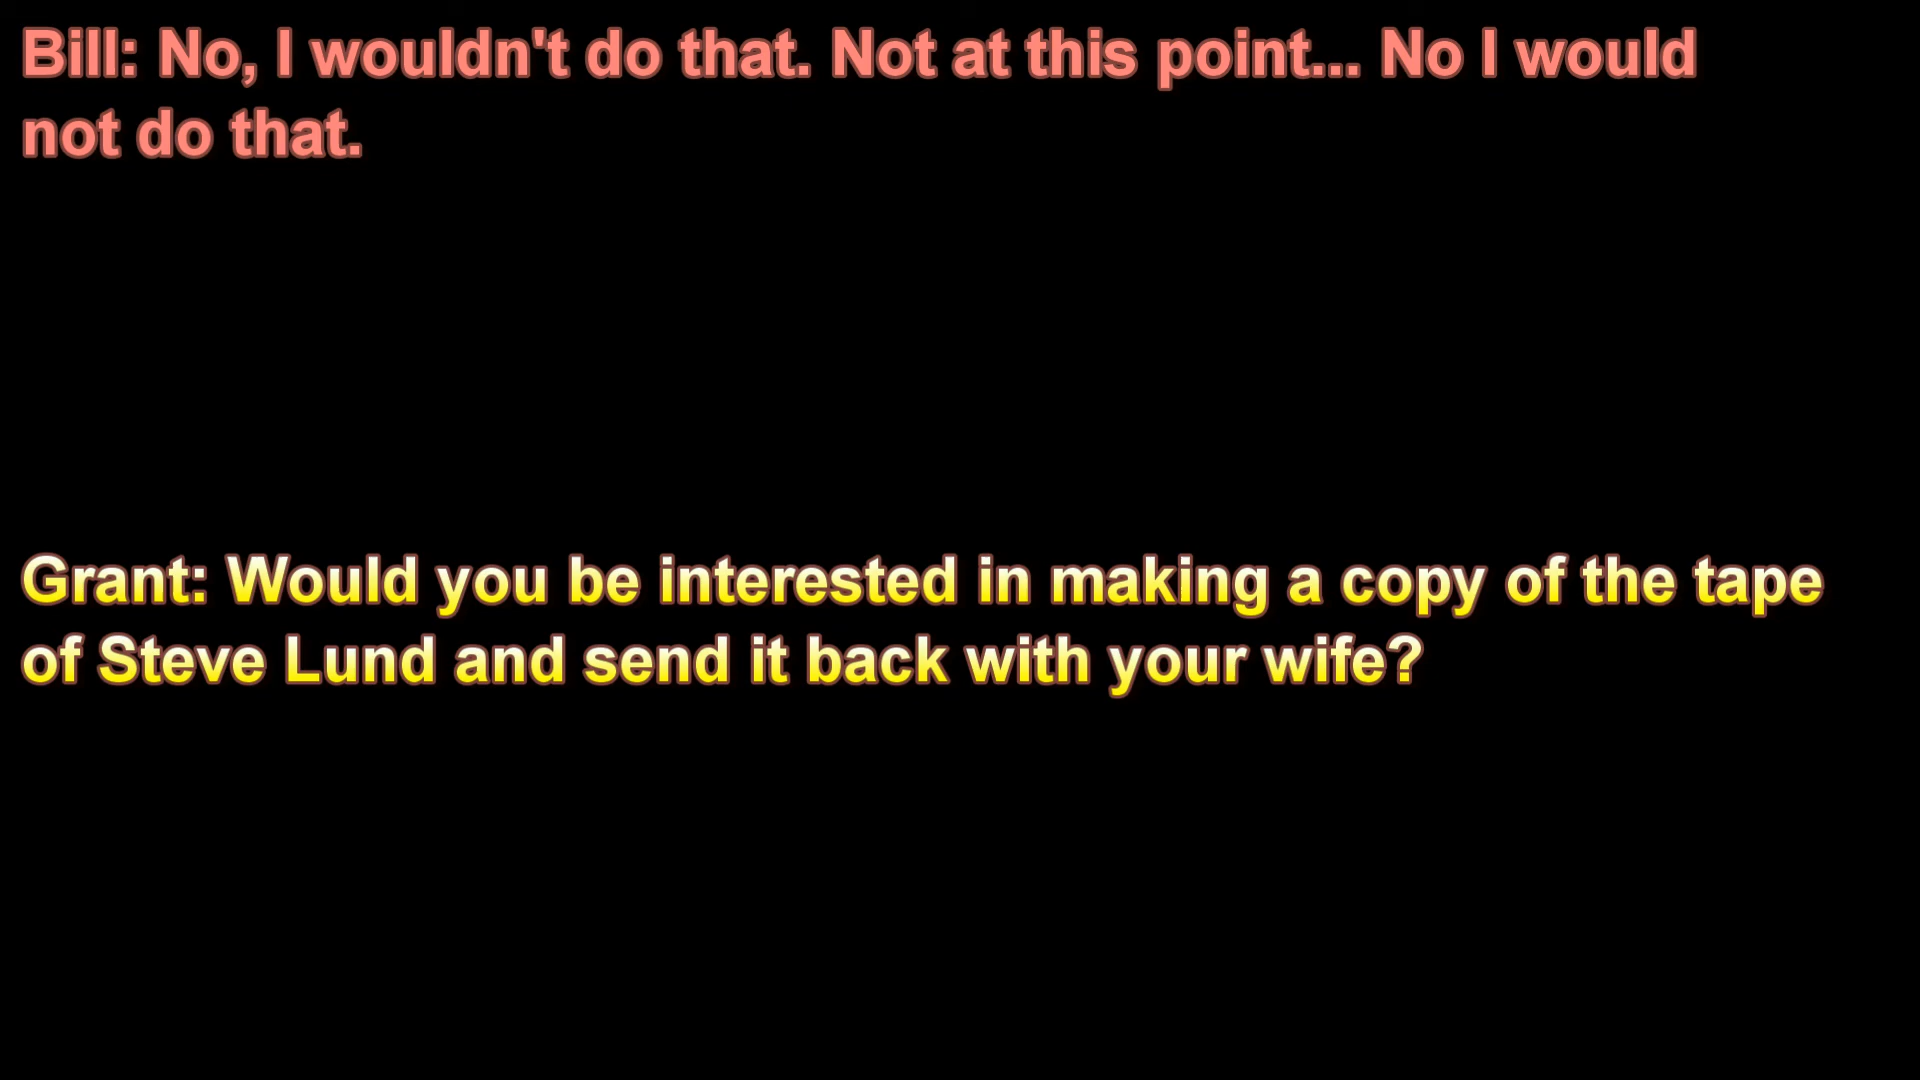 Bill: No, I wouldn't do that. Not at this point... No I would
not do that.
Grant: Would you be interested in making a copy of the tape
of Steve Lund and send it back with your wife?